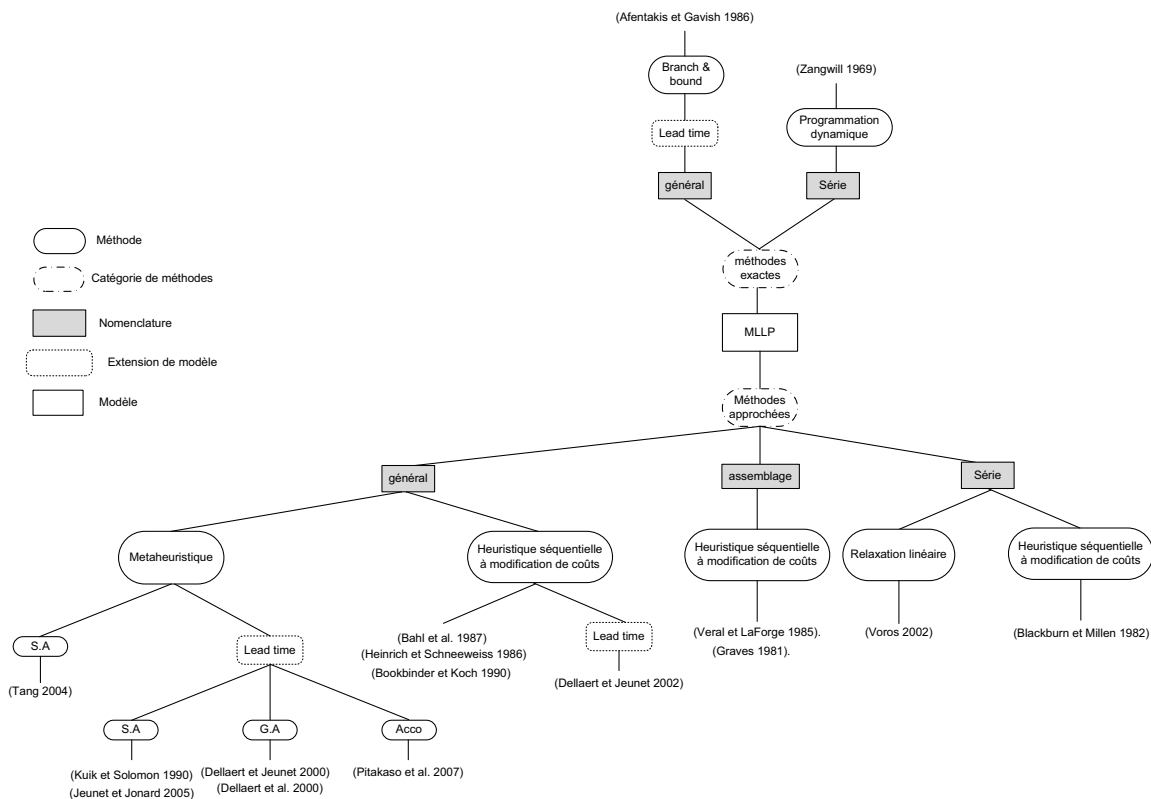 (Afentakis et Gavish 1986)
Branch &
bound
(Zangwill 1969)
Programmation
dynamique
Lead time
général
Série
méthodes
exactes
MLLP
Méthodes
approchées
Méthode
Catégorie de méthodes
Nomenclature
Extension de modèle
Modèle
général
assemblage
Série
Metaheuristique
Heuristique séquentielle
à modification de coûts
Heuristique séquentielle
à modification de coûts
Relaxation linéaire
Heuristique séquentielle
à modification de coûts
S.A
(Tang 2004)
Lead time
(Bahl et al. 1987)
(Heinrich et Schneeweiss 1986)
(Bookbinder et Koch 1990)
Lead time
(Dellaert et Jeunet 2002)
(Veral et LaForge 1985).
(Graves 1981).
(Voros 2002)
(Blackburn et Millen 1982)
S.A
G.A
Acco
(Kuik et Solomon 1990)
(Jeunet et Jonard 2005)
(Dellaert et Jeunet 2000)
(Dellaert et al. 2000)
(Pitakaso et al. 2007)